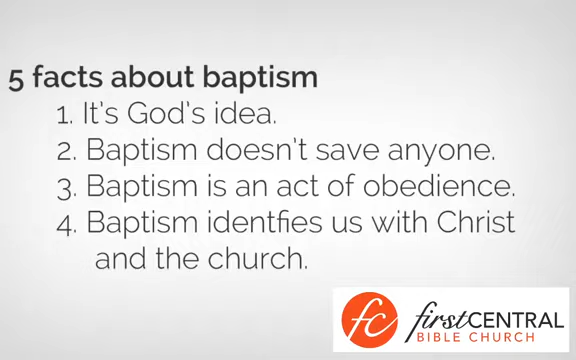 5 facts about baptism
1. It's God's idea.
2. Baptism doesn't save anyone.
3. Baptism is an act of obedience.
4. Baptism identfies us with Christ
and the church.
fc firstCENTRAL
BIBLE CHURCH